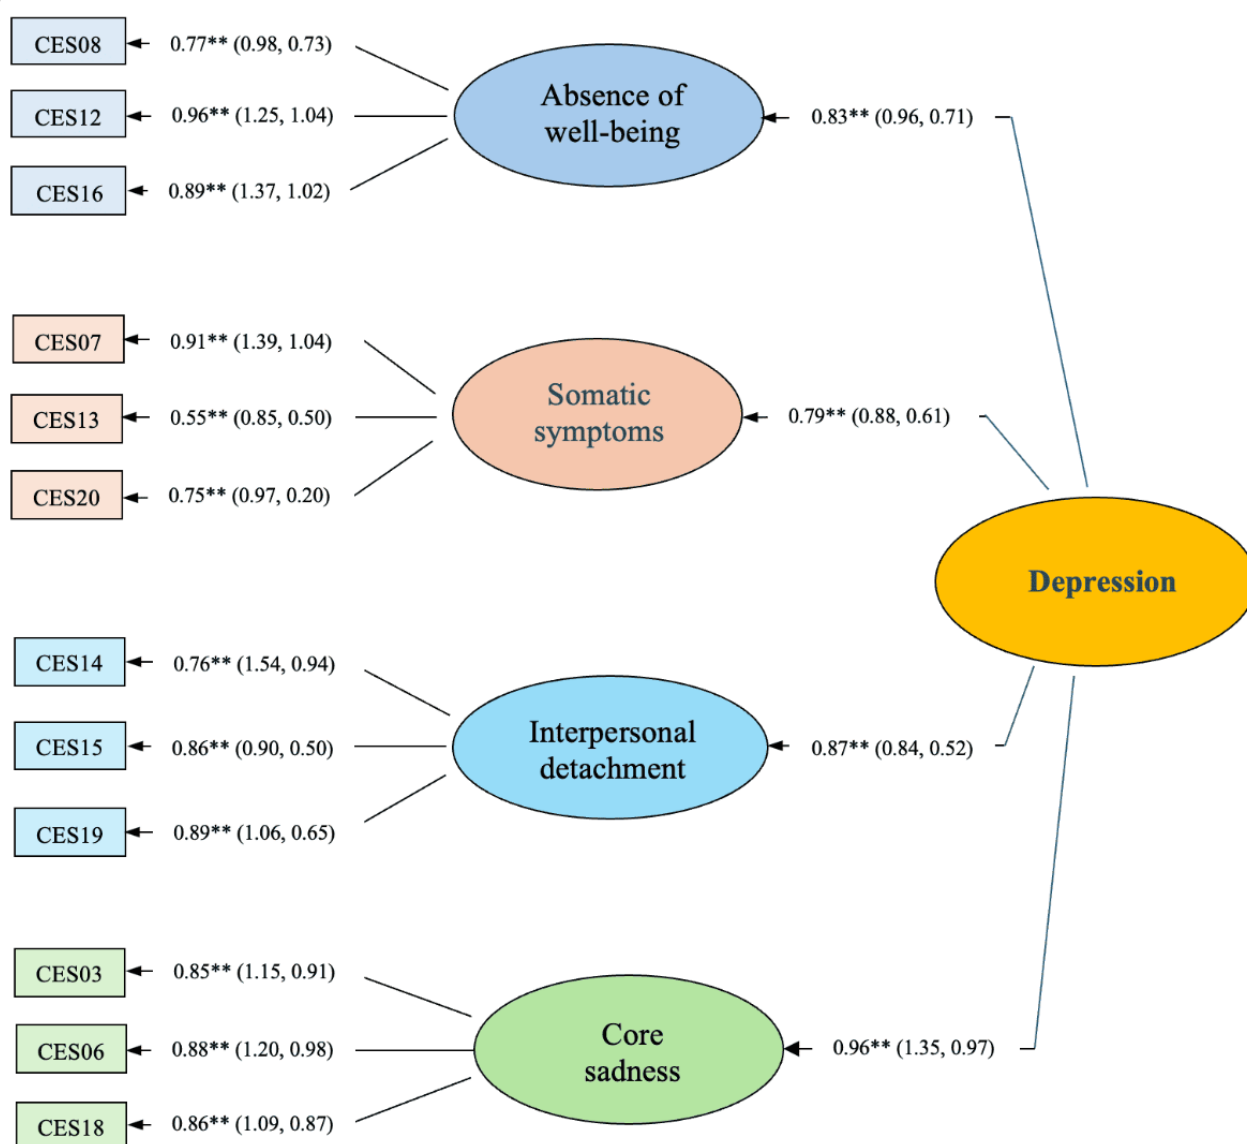 CES08
0.77** (0.98, 0.73)
CES12
0.96** (1.25, 1.04)
CES16
0.89** (1.37, 1.02)
Absence of
well-being
0.83** (0.96, 0.71)
CES07
0.91** (1.39, 1.04)
CES13
0.55** (0.85, 0.50)
CES20
0.75** (0.97, 0.20)
Somatic
symptoms
0.79** (0.88, 0.61)
Depression
CES14
0.76** (1.54, 0.94)
CES15
0.86** (0.90, 0.50)
CES19
0.89** (1.06, 0.65)
Interpersonal
detachment
0.87** (0.84, 0.52)
CES03
0.85** (1.15, 0.91)
CES06
0.88** (1.20, 0.98)
CES18
0.86** (1.09, 0.87)
Core
sadness
0.96** (1.35, 0.97)